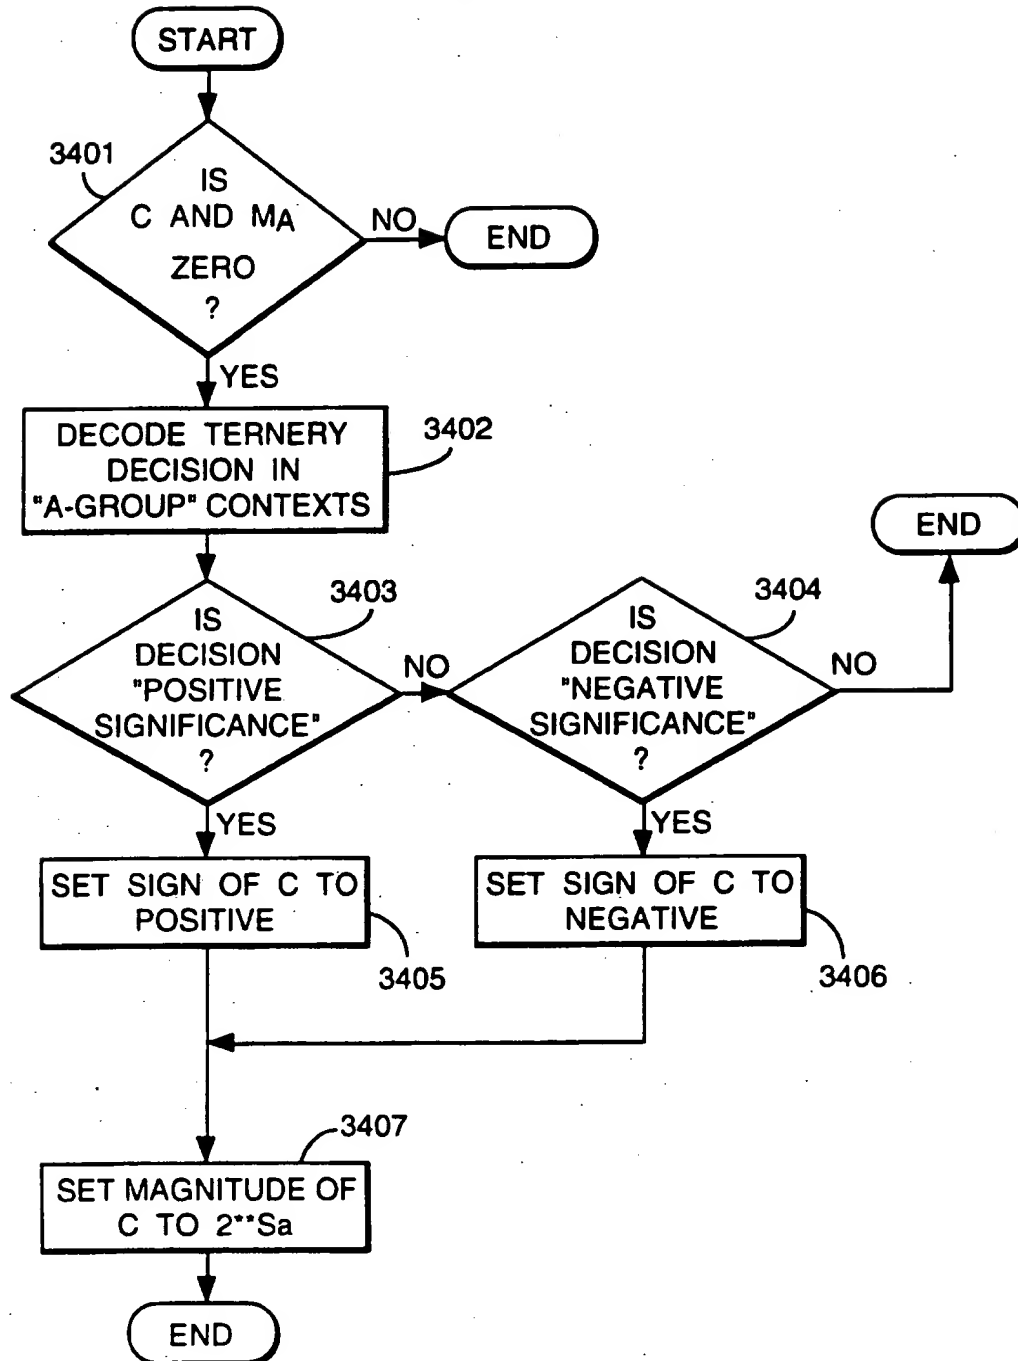 START
3401
IS
C AND MA
ZERO
?
NO
END
YES
DECODE TERNERY
DECISION IN
"A-GROUP" CONTEXTS
3402
END
3403
IS
DECISION
"POSITIVE
SIGNIFICANCE"
?
NO
3404
IS
DECISION
"NEGATIVE
SIGNIFICANCE"
?
NO
YES
YES
SET SIGN OF C TO
POSITIVE
3405
SET SIGN OF C TO
NEGATIVE
3406
3407
SET MAGNITUDE OF
C TO 2**Sa
END